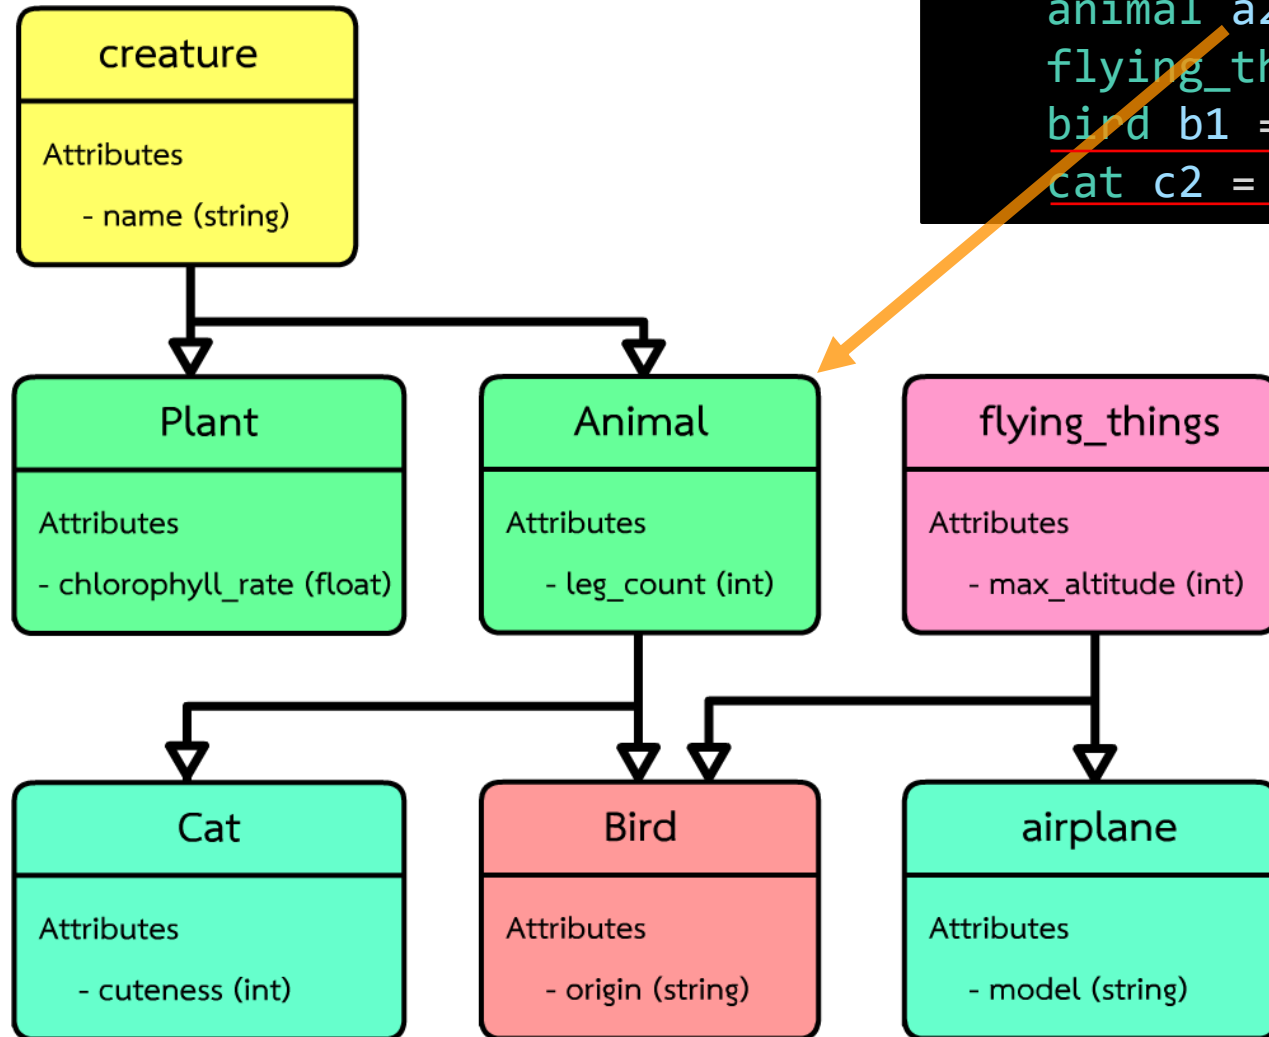 creature
Attributes
- name (string)
animal
flying_th
bird b1 =
cat c2 =
Plant
Attributes
- chlorophyll_rate (float)
Animal
Attributes
- leg_count (int)
flying_things
Attributes
- max_altitude (int)
Cat
Attributes
- cuteness (int)
Bird
Attributes
- origin (string)
airplane
Attributes
- model (string)